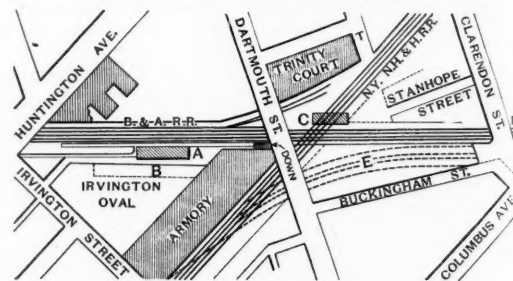 HUNTINGTON AVE.
DARTMOUTH ST.
TRINITY
COURT
T
N.Y. N.H. & H.R.R.
CLARENDON ST.
STANHOPE
STREET
B. & A. R.R.
C
A
B
IRVINGTON
OVAL
DOWN
E
BUCKINGHAM ST.
IRVINGTON STREET
ARMORY
COLUMBUS AVE.